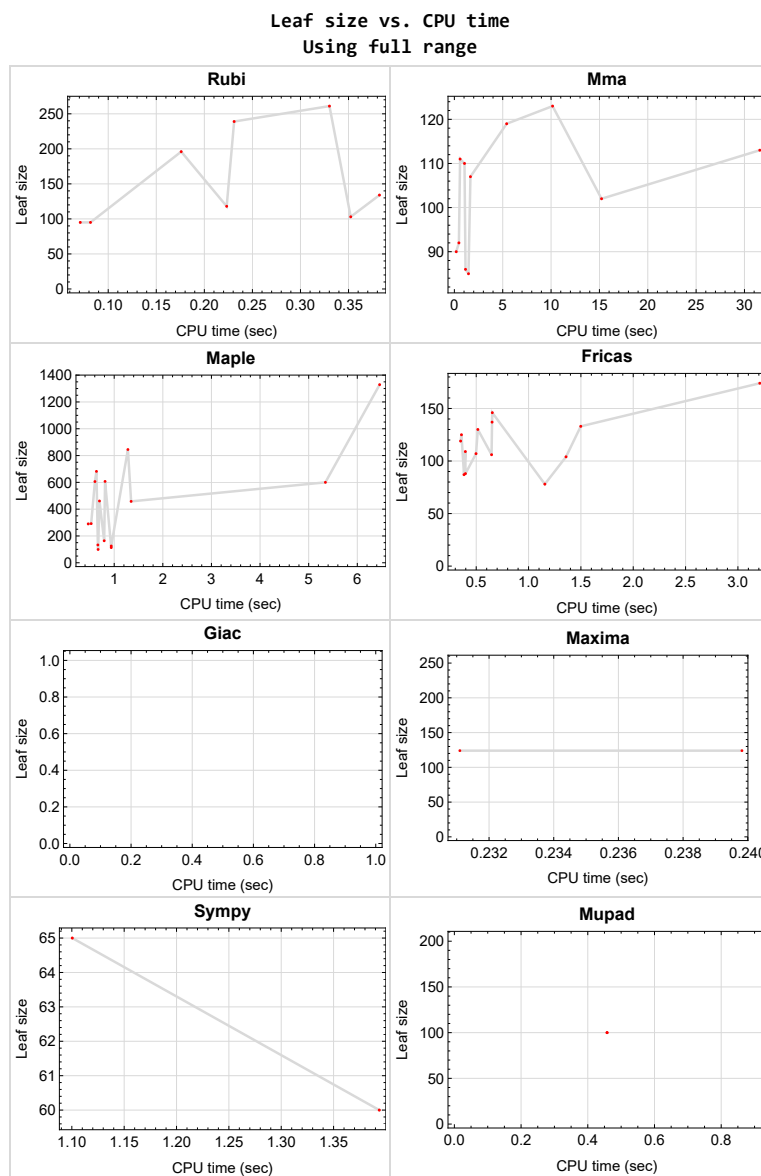 Leaf size vs. CPU time
Using full range
Rubi
Leaf size
250
200
150
100
50
0
0.10 0.15 0.20 0.25 0.30 0.35
CPU time (sec)
Mma
Leaf size
120
110
100
90
0 5 10 15 20 25 30
CPU time (sec)
Maple
Leaf size
1400
1200
1000
800
600
400
200
0
1 2 3 4 5 6
CPU time (sec)
Fricas
Leaf size
150
100
50
0
0.5 1.0 1.5 2.0 2.5 3.0
CPU time (sec)
Giac
Leaf size
1.0
0.8
0.6
0.4
0.2
0.0
0.0 0.2 0.4 0.6 0.8 1.0
CPU time (sec)
Maxima
Leaf size
250
200
150
100
50
0
0.232 0.234 0.236 0.238 0.240
CPU time (sec)
Sympy
Leaf size
65
64
63
62
61
60
1.10 1.15 1.20 1.25 1.30 1.35
CPU time (sec)
Mupad
Leaf size
200
150
100
50
0
0.0 0.2 0.4 0.6 0.8
CPU time (sec)